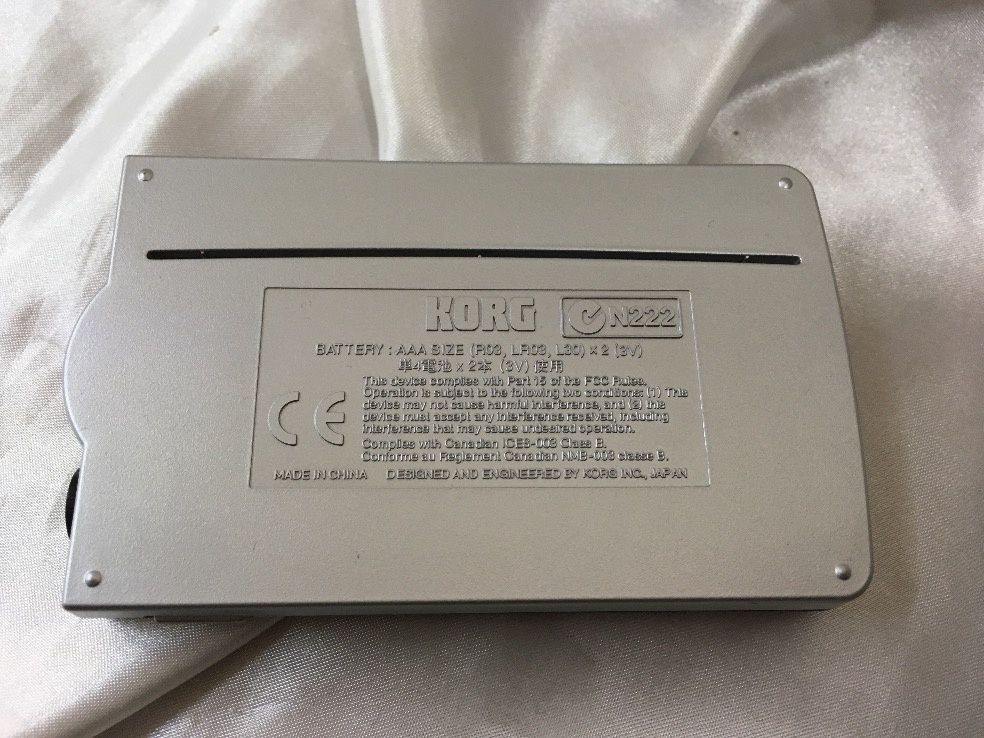 KORG N222
BATTERY : AAA SIZE (R03, LR03, L30) × 2 (3V)
単4電池 × 2本 (3V) 使用
This device complies with Part 15 of the FCC Rules.
Operation is subject to the following two conditions: (1) This
device may not cause harmful interference, and (2) this
device must accept any interference received, including
interference that may cause undesired operation.
CE
Complies with Canadian ICES-003 Class B.
Conforme au Reglement Canadian NMB-003 classe B.
MADE IN CHINA DESIGNED AND ENGINEERED BY KORG INC., JAPAN